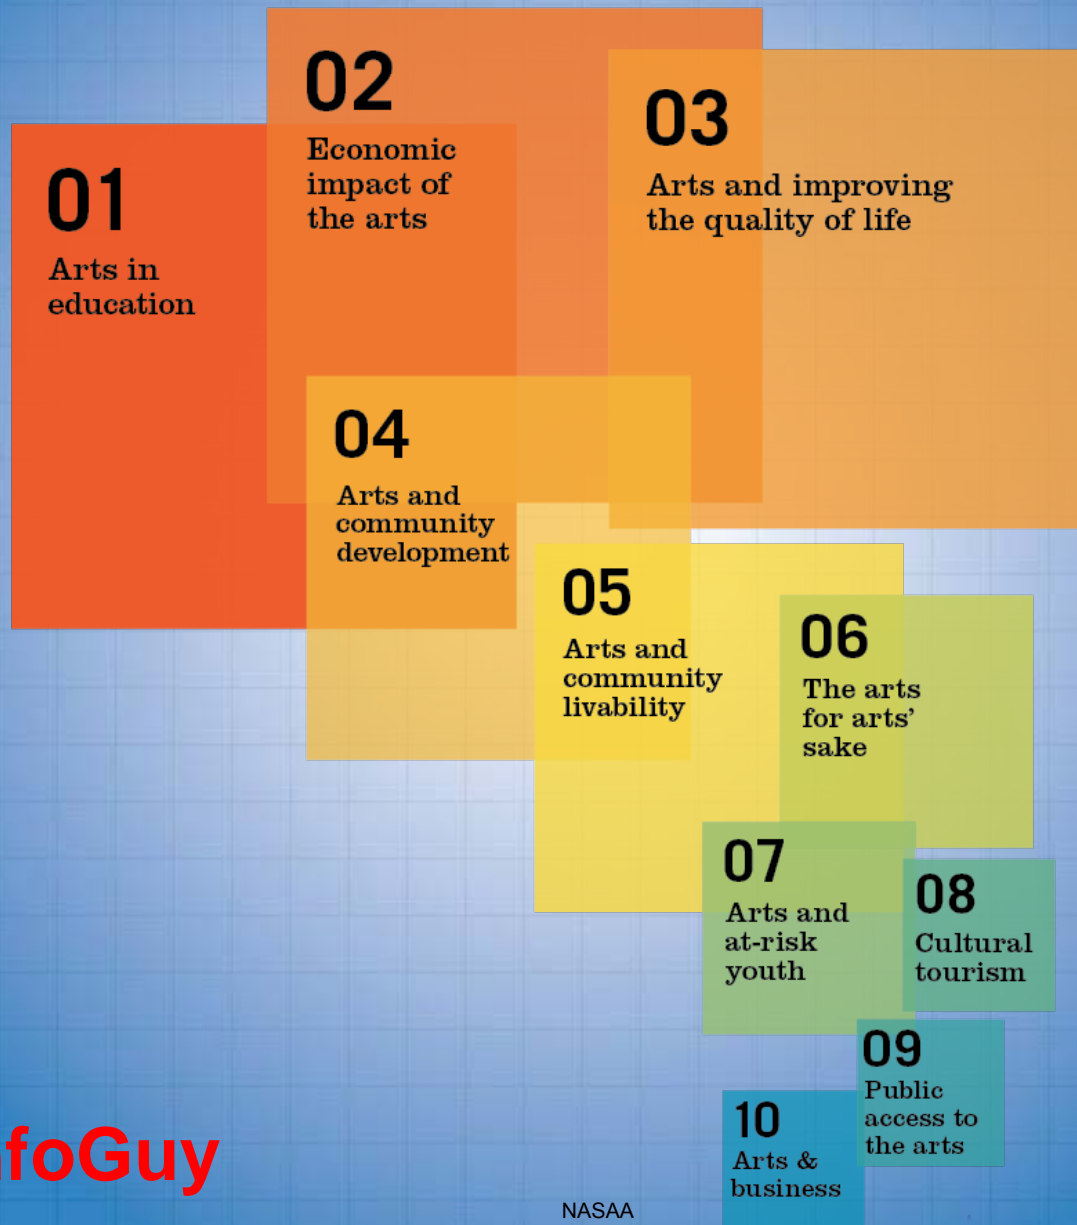 01
Arts in
education
02
Economic
impact of
the arts
03
Arts and improving
the quality of life
04
Arts and
community
development
05
Arts and
community
livability
06
The arts
for arts’
sake
07
Arts and
at-risk
youth
08
Cultural
tourism
09
Public
access to
the arts
10
Arts &
business
foGuy
NASAA